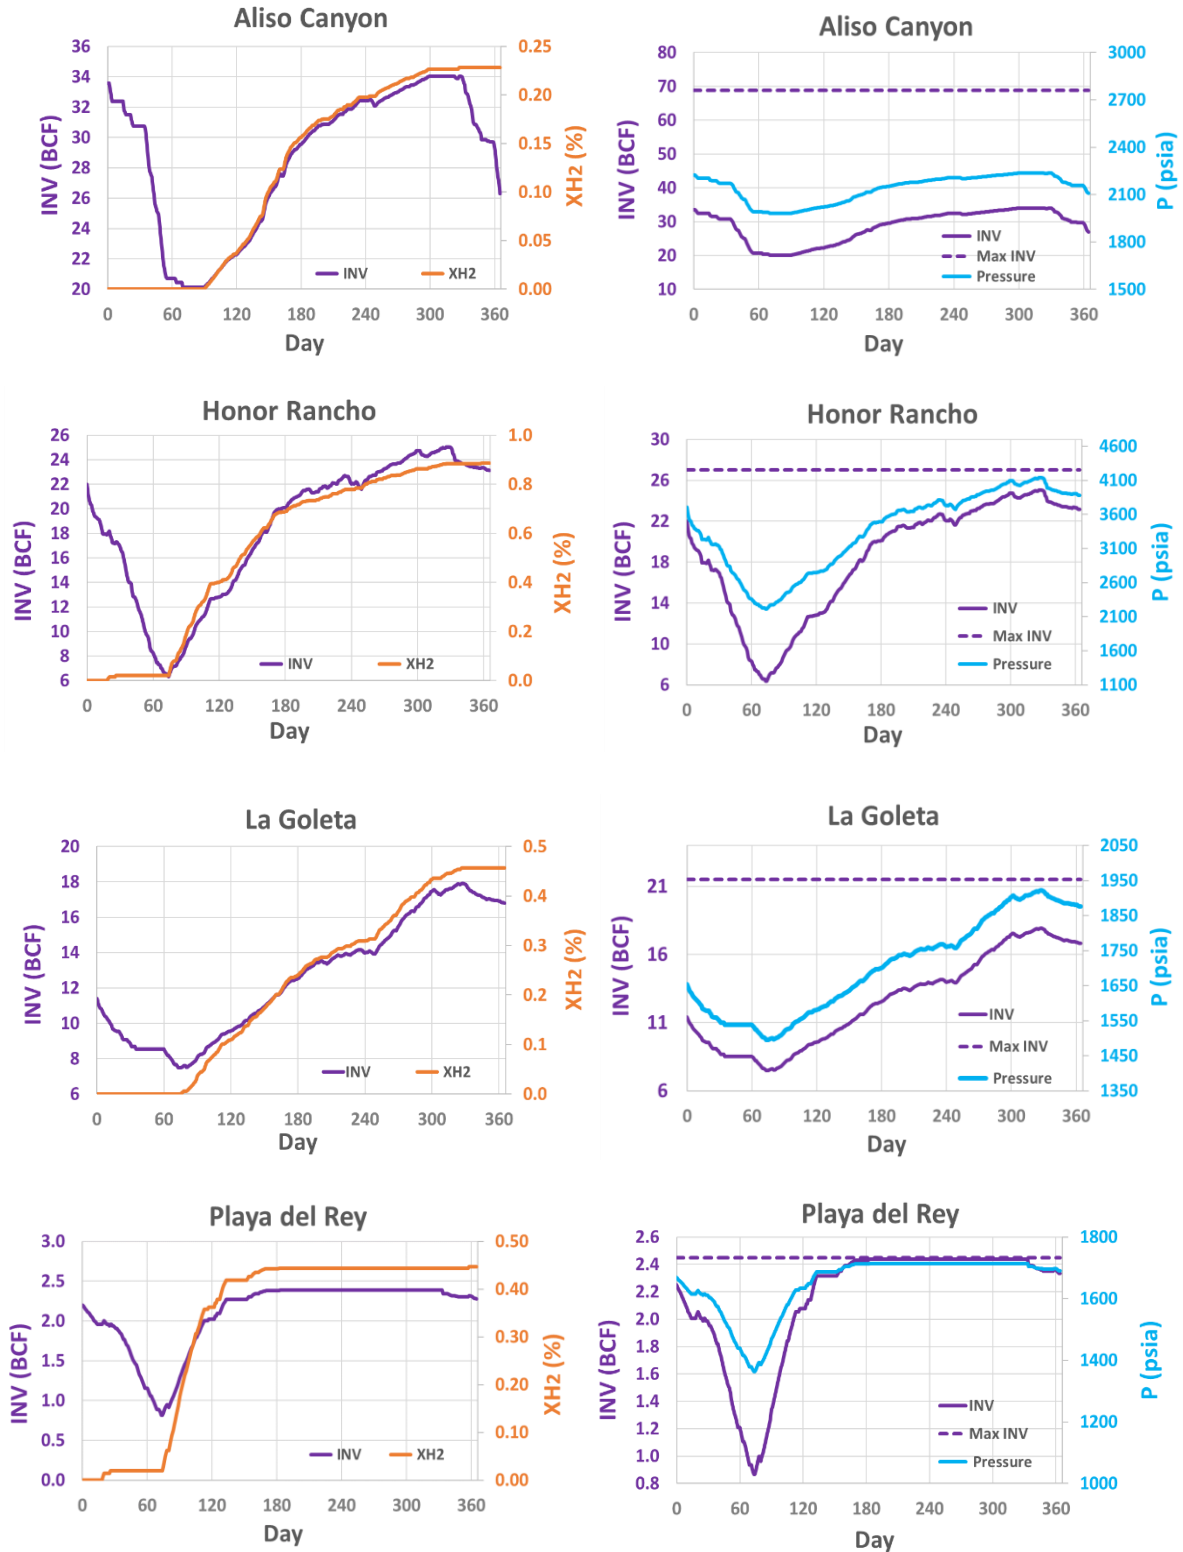 Aliso Canyon
36
34
32
30
28
26
24
22
20
INV (BCF)
0.25
0.20
0.15
0.10
0.05
0.00
XH2 (%)
INV
XH2
0 60 120 180 240 300 360
Day
Aliso Canyon
80
70
60
50
40
30
20
10
INV (BCF)
3000
2700
2400
2100
1800
1500
P (psia)
INV
Max INV
Pressure
0 60 120 180 240 300 360
Day
Honor Rancho
26
24
22
20
18
16
14
12
10
8
6
INV (BCF)
1.0
0.8
0.6
0.4
0.2
0.0
XH2 (%)
INV
XH2
0 60 120 180 240 300 360
Day
Honor Rancho
30
26
22
18
14
10
6
INV (BCF)
4600
4100
3600
3100
2600
2100
1600
1100
P (psia)
INV
Max INV
Pressure
0 60 120 180 240 300 360
Day
La Goleta
20
18
16
14
12
10
8
6
INV (BCF)
0.5
0.4
0.3
0.2
0.1
0.0
XH2 (%)
INV
XH2
0 60 120 180 240 300 360
Day
La Goleta
21
16
11
6
INV (BCF)
2050
1950
1850
1750
1650
1550
1450
1350
P (psia)
INV
Max INV
Pressure
0 60 120 180 240 300 360
Day
Playa del Rey
3.0
2.5
2.0
1.5
1.0
0.5
0.0
INV (BCF)
0.50
0.40
0.30
0.20
0.10
0.00
XH2 (%)
INV
XH2
0 60 120 180 240 300 360
Day
Playa del Rey
2.6
2.4
2.2
2.0
1.8
1.6
1.4
1.2
1.0
0.8
INV (BCF)
1800
1600
1400
1200
1000
P (psia)
INV
Max INV
Pressure
0 60 120 180 240 300 360
Day